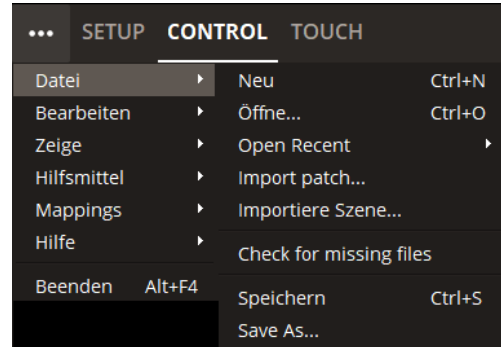 ... SETUP CONTROL TOUCH
Datei
Bearbeiten
Zeige
Hilfsmittel
Mappings
Hilfe
Beenden Alt+F4
Neu Ctrl+N
Öffne... Ctrl+O
Open Recent
Import patch...
Importiere Szene...
Check for missing files
Speichern Ctrl+S
Save As...